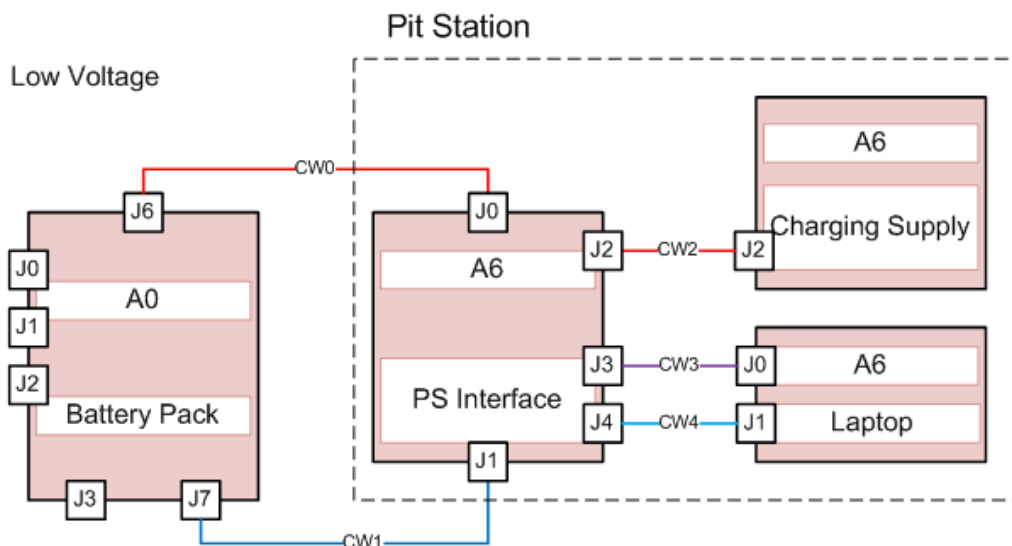 Pit Station
Low Voltage
CW0
J6
J0
A6
Charging Supply
J2
CW2
J2
J0
A0
J1
J2
Battery Pack
J3
J7
A6
PS Interface
J3
CW3
J0
A6
J4
CW4
J1
Laptop
J1
CW1